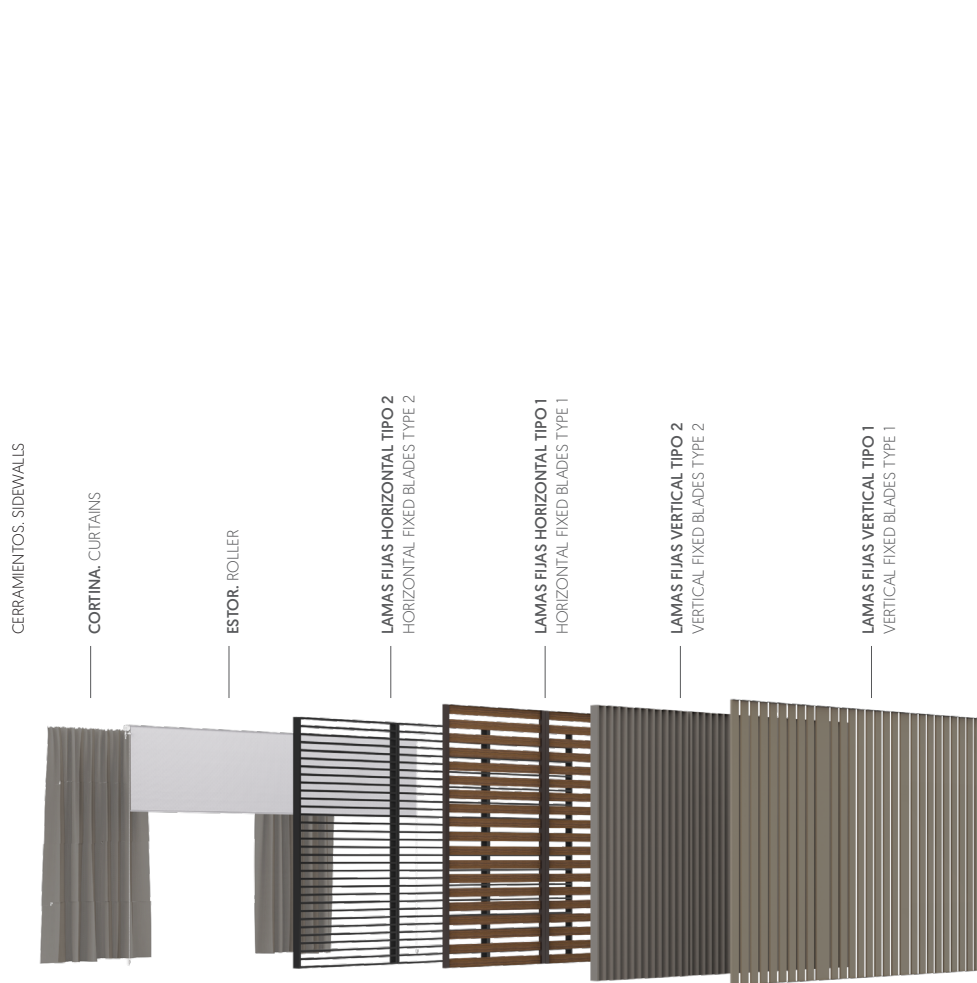 CERRAMIENTOS. SIDEWALLS
CORTINA. CURTAINS
ESTOR. ROLLER
LAMAS FIJAS HORIZONTAL TIPO 2
HORIZONTAL FIXED BLADES TYPE 2
LAMAS FIJAS HORIZONTAL TIPO 1
HORIZONTAL FIXED BLADES TYPE 1
LAMAS FIJAS VERTICAL TIPO 2
VERTICAL FIXED BLADES TYPE 2
LAMAS FIJAS VERTICAL TIPO 1
VERTICAL FIXED BLADES TYPE 1